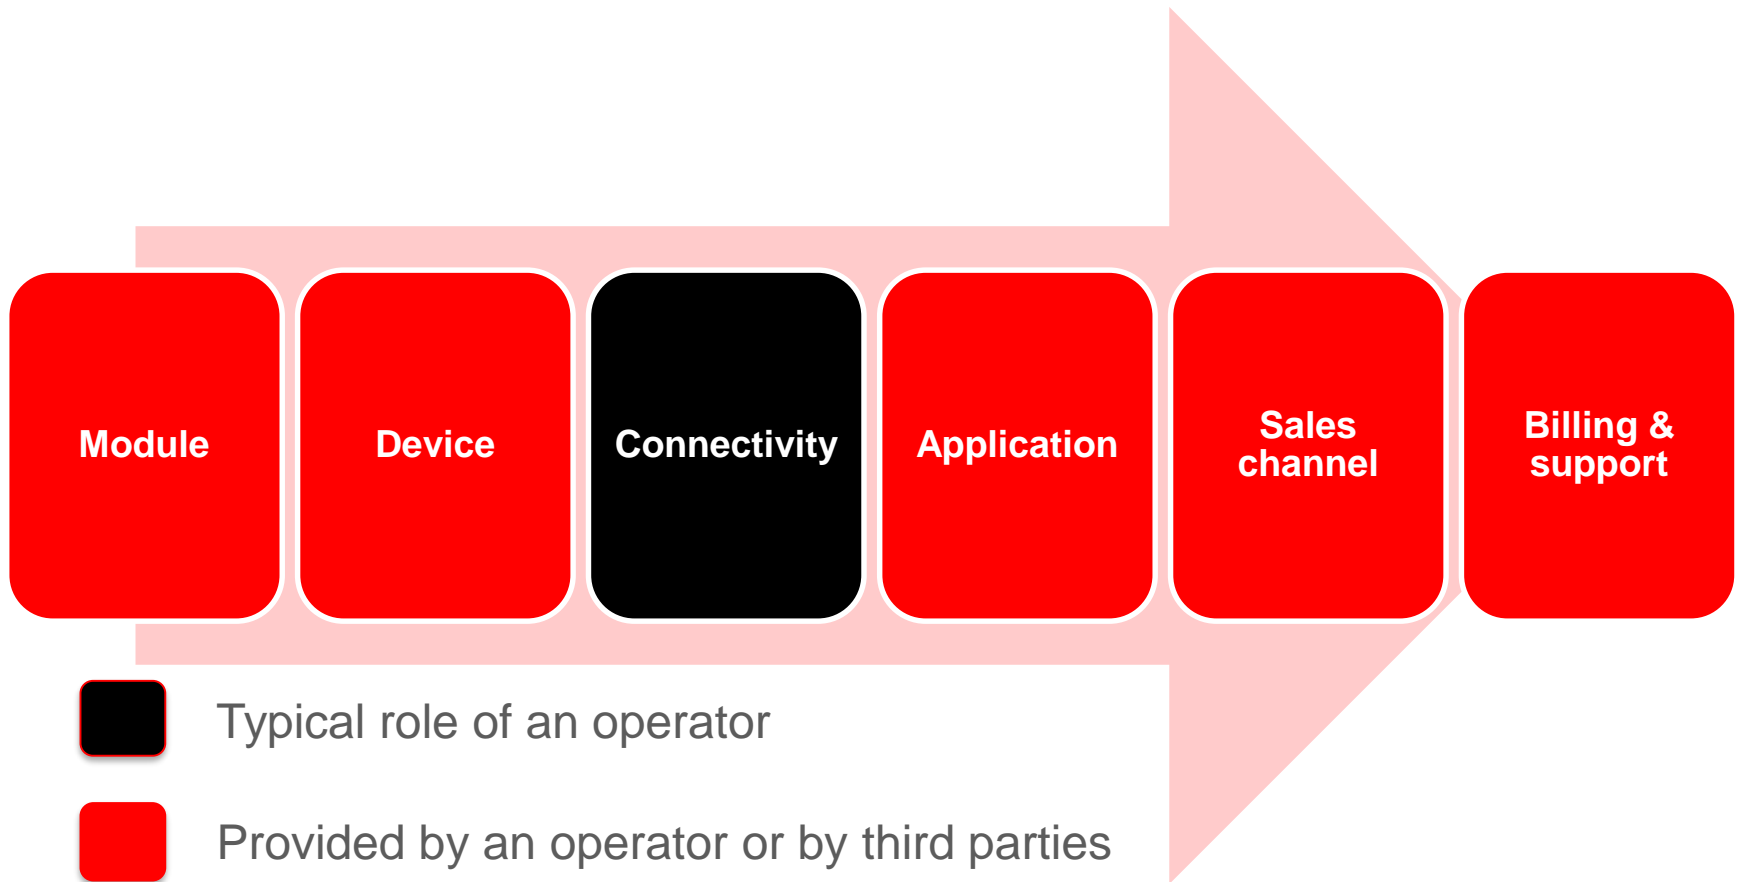 Module
Device
Connectivity
Application
Sales
channel
Billing &
support
Typical role of an operator
Provided by an operator or by third parties